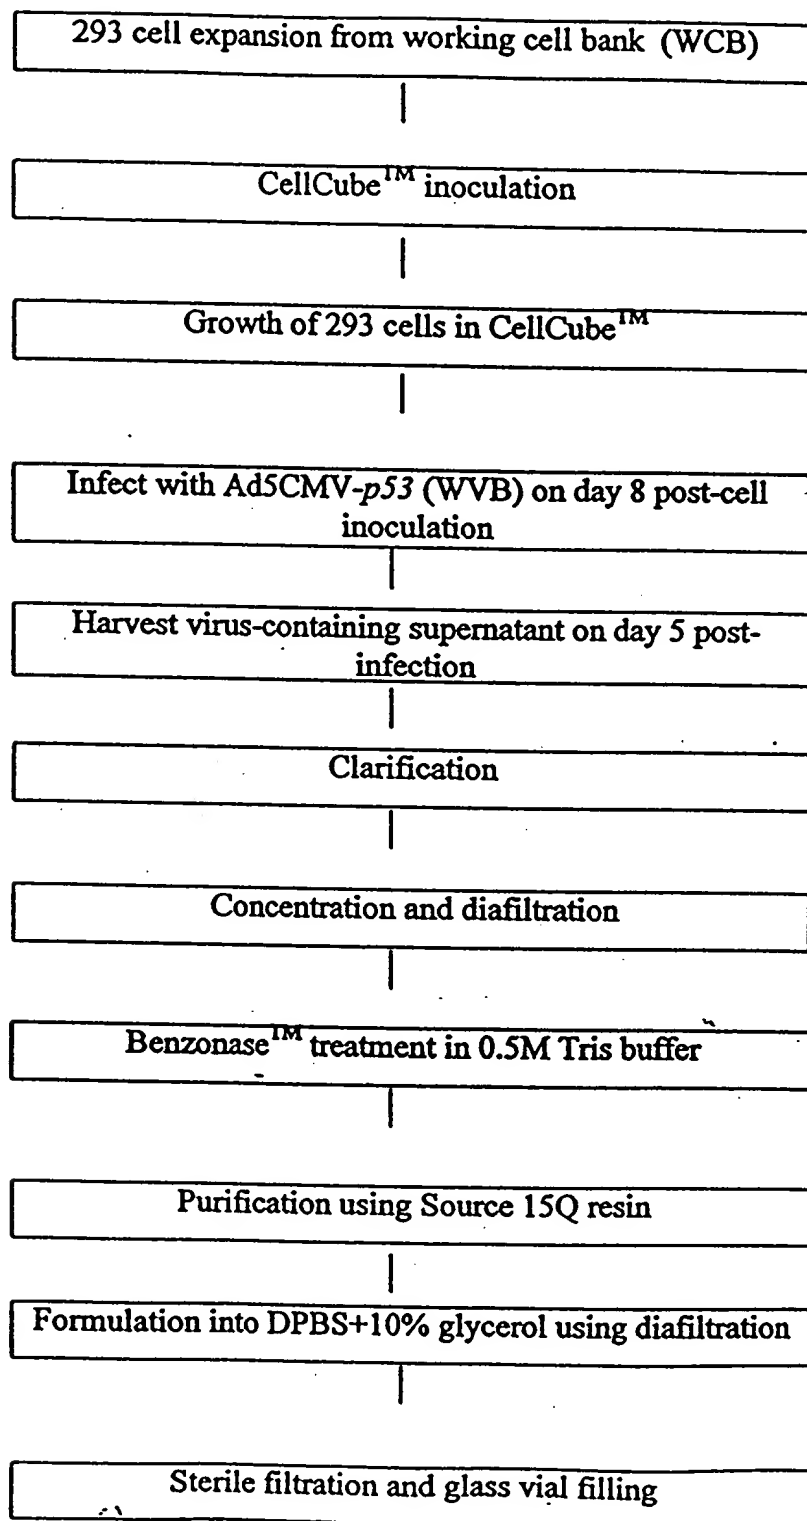 293 cell expansion from working cell bank (WCB)
CellCube™ inoculation
Growth of 293 cells in CellCube™
Infect with Ad5CMV-p53 (WVB) on day 8 post-cell
inoculation
Harvest virus-containing supernatant on day 5 post-
infection
Clarification
Concentration and diafiltration
Benzonase™ treatment in 0.5M Tris buffer
Purification using Source 15Q resin
Formulation into DPBS+10% glycerol using diafiltration
Sterile filtration and glass vial filling